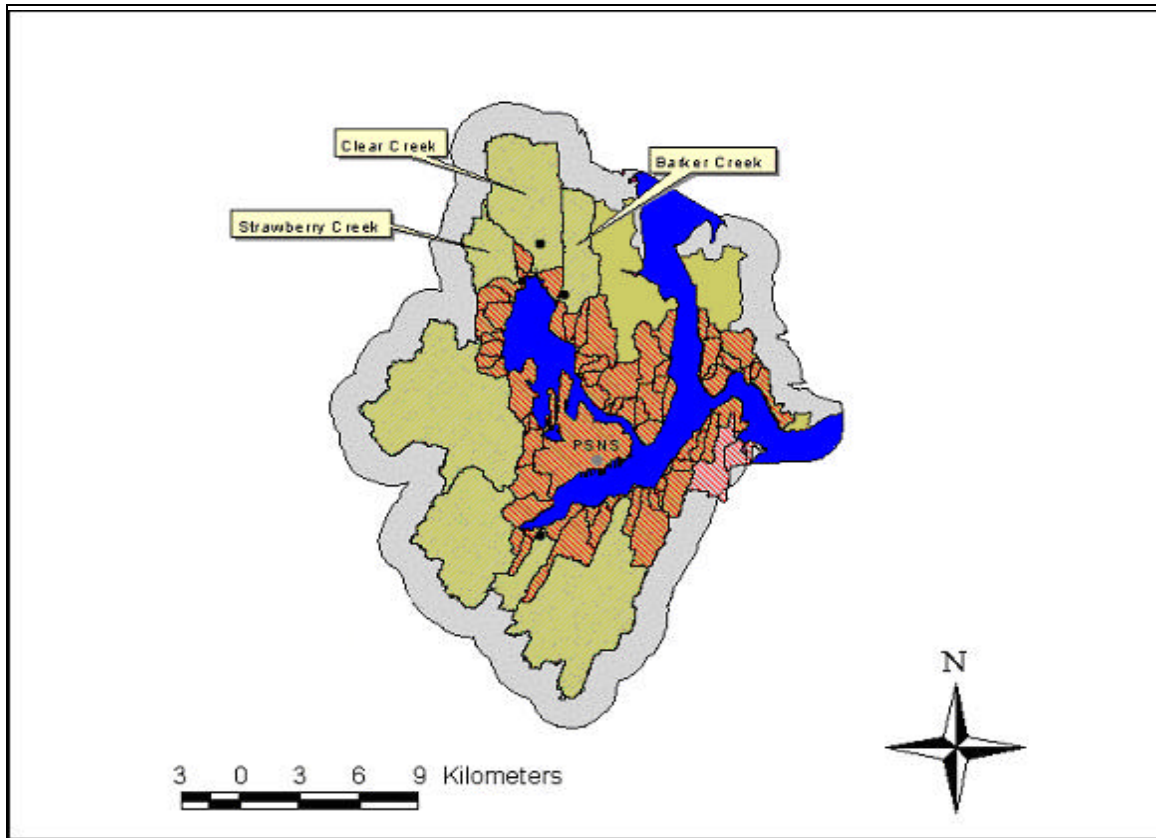 Clear Creek
Barker Creek
Strawberry Creek
PSNS
N
3 0 3 6 9 Kilometers